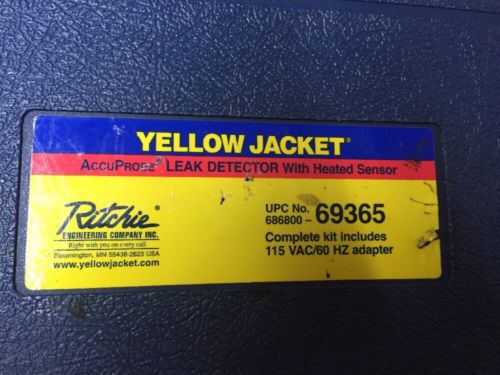 YELLOW JACKET®
ACCUPROBE® LEAK DETECTOR With Heated Sensor
Ritchie®
ENGINEERING COMPANY INC.
Right with you on every call.
Bloomington, MN 55438-2623 USA
www.yellowjacket.com
UPC No.
686800-69365
Complete kit includes
115 VAC/60 HZ adapter